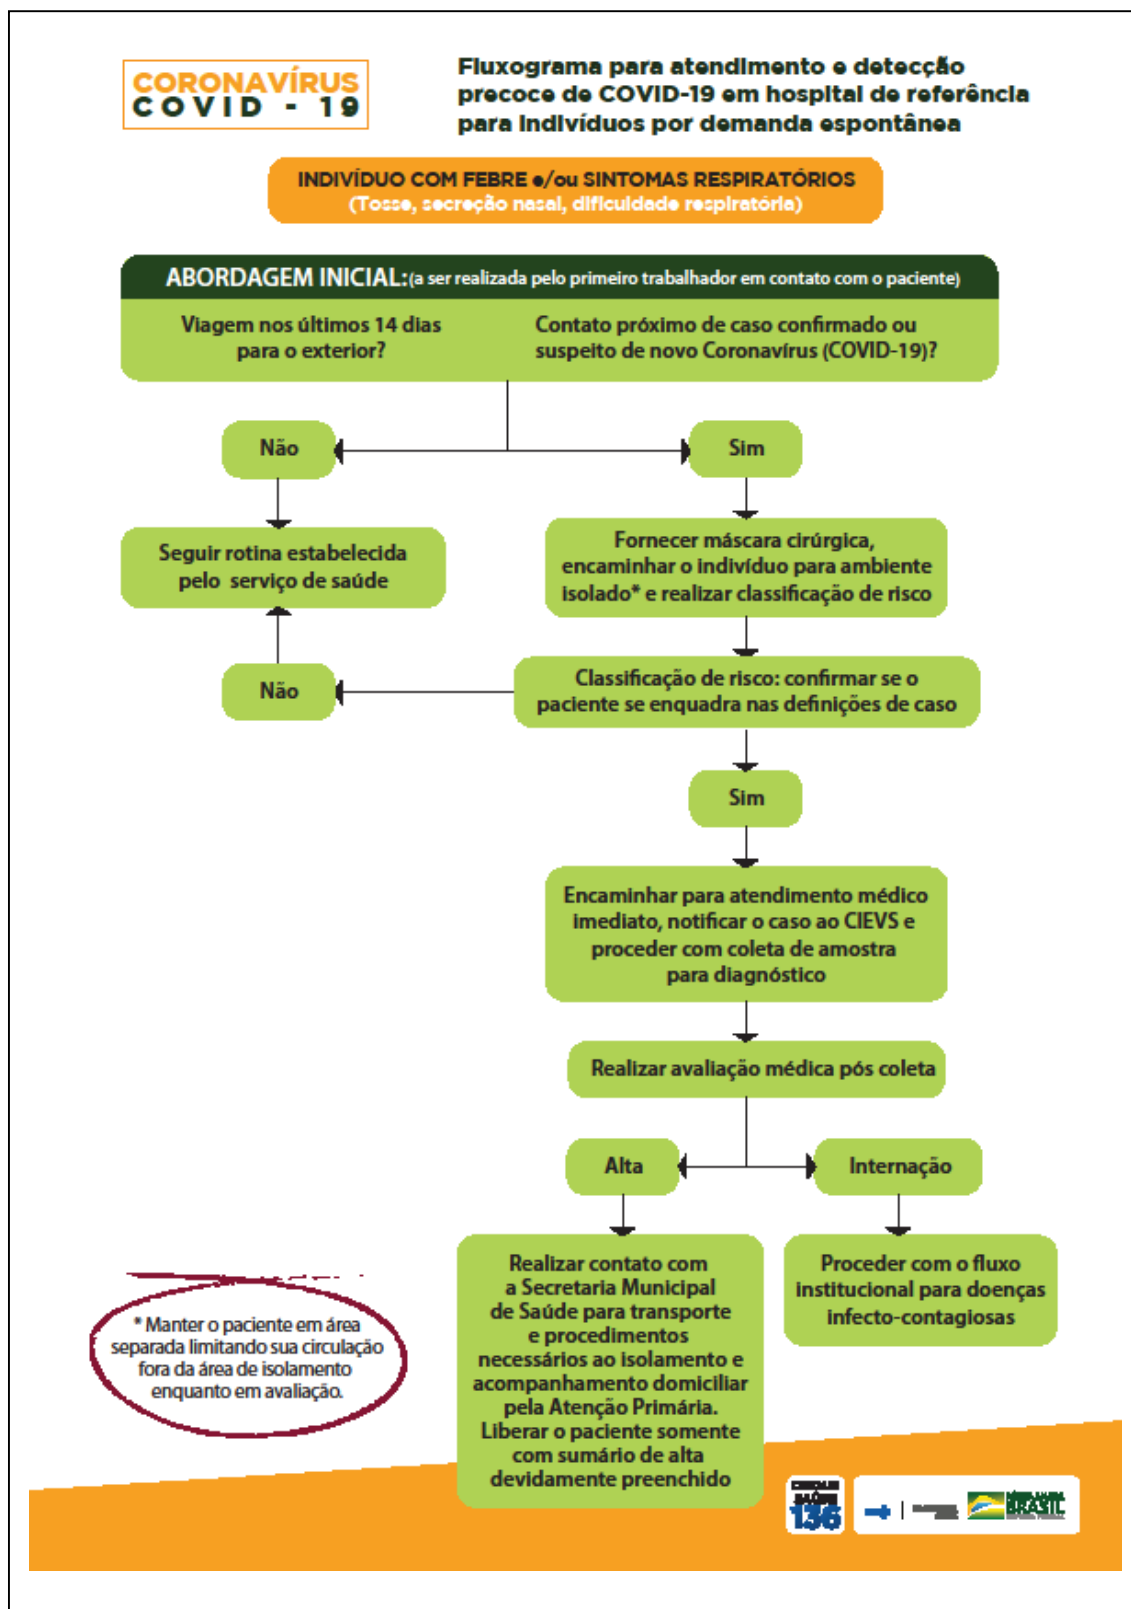 CORONAVÍRUS
COVID - 19
Fluxograma para atendimento e detecção
precoce de COVID-19 em hospital de referência
para indivíduos por demanda espontânea
INDIVÍDUO COM FEBRE e/ou SINTOMAS RESPIRATÓRIOS
(Tosse, secreção nasal, dificuldade respiratória)
ABORDAGEM INICIAL: (a ser realizada pelo primeiro trabalhador em contato com o paciente)
Viagem nos últimos 14 dias
para o exterior?
Contato próximo de caso confirmado ou
suspeito de novo Coronavírus (COVID-19)?
Não
Sim
Seguir rotina estabelecida
pelo serviço de saúde
Fornecer máscara cirúrgica,
encaminhar o indivíduo para ambiente
isolado* e realizar classificação de risco
Não
Classificação de risco: confirmar se o
paciente se enquadra nas definições de caso
Sim
Encaminhar para atendimento médico
imediato, notificar o caso ao CIEVS e
proceder com coleta de amostra
para diagnóstico
Realizar avaliação médica pós coleta
Alta
Internação
Realizar contato com
a Secretaria Municipal
de Saúde para transporte
e procedimentos
necessários ao isolamento e
acompanhamento domiciliar
pela Atenção Primária.
Liberar o paciente somente
com sumário de alta
devidamente preenchido
Proceder com o fluxo
institucional para doenças
infecto-contagiosas
* Manter o paciente em área
separada limitando sua circulação
fora da área de isolamento
enquanto em avaliação.
SAÚDE
136
BRASIL